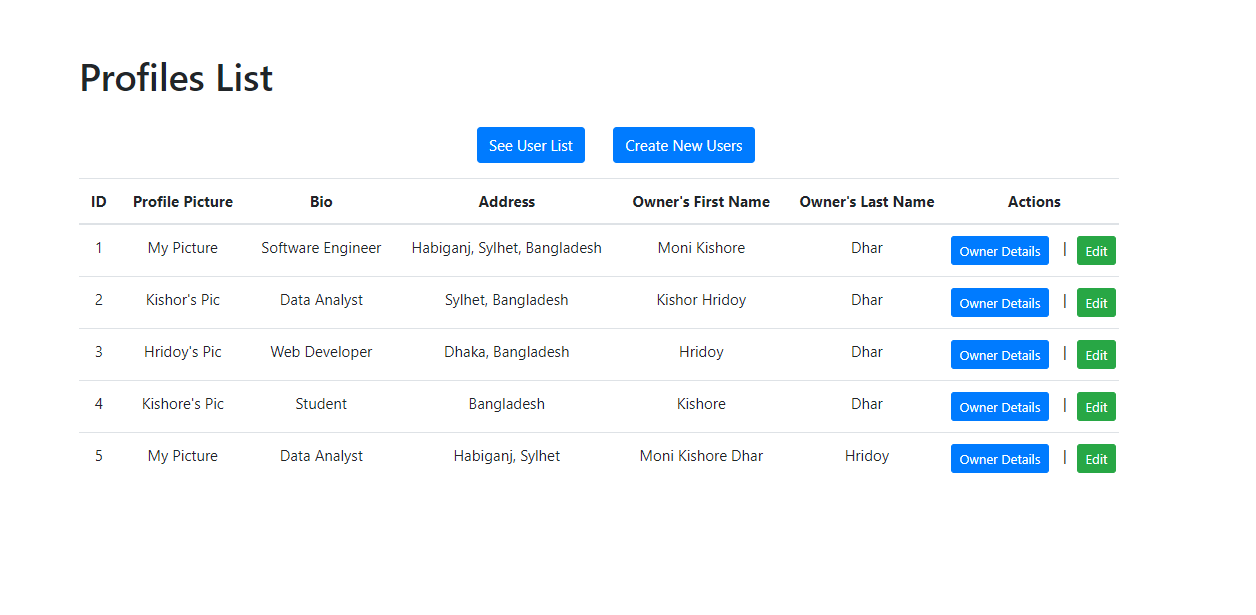 Profiles List
See User List Create New Users
ID Profile Picture Bio Address Owner's First Name Owner's Last Name Actions
1 My Picture Software Engineer Habiganj, Sylhet, Bangladesh Moni Kishore Dhar Owner Details | Edit
2 Kishor's Pic Data Analyst Sylhet, Bangladesh Kishor Hridoy Dhar Owner Details | Edit
3 Hridoy's Pic Web Developer Dhaka, Bangladesh Hridoy Dhar Owner Details | Edit
4 Kishore's Pic Student Bangladesh Kishore Dhar Owner Details | Edit
5 My Picture Data Analyst Habiganj, Sylhet Moni Kishore Dhar Hridoy Owner Details | Edit